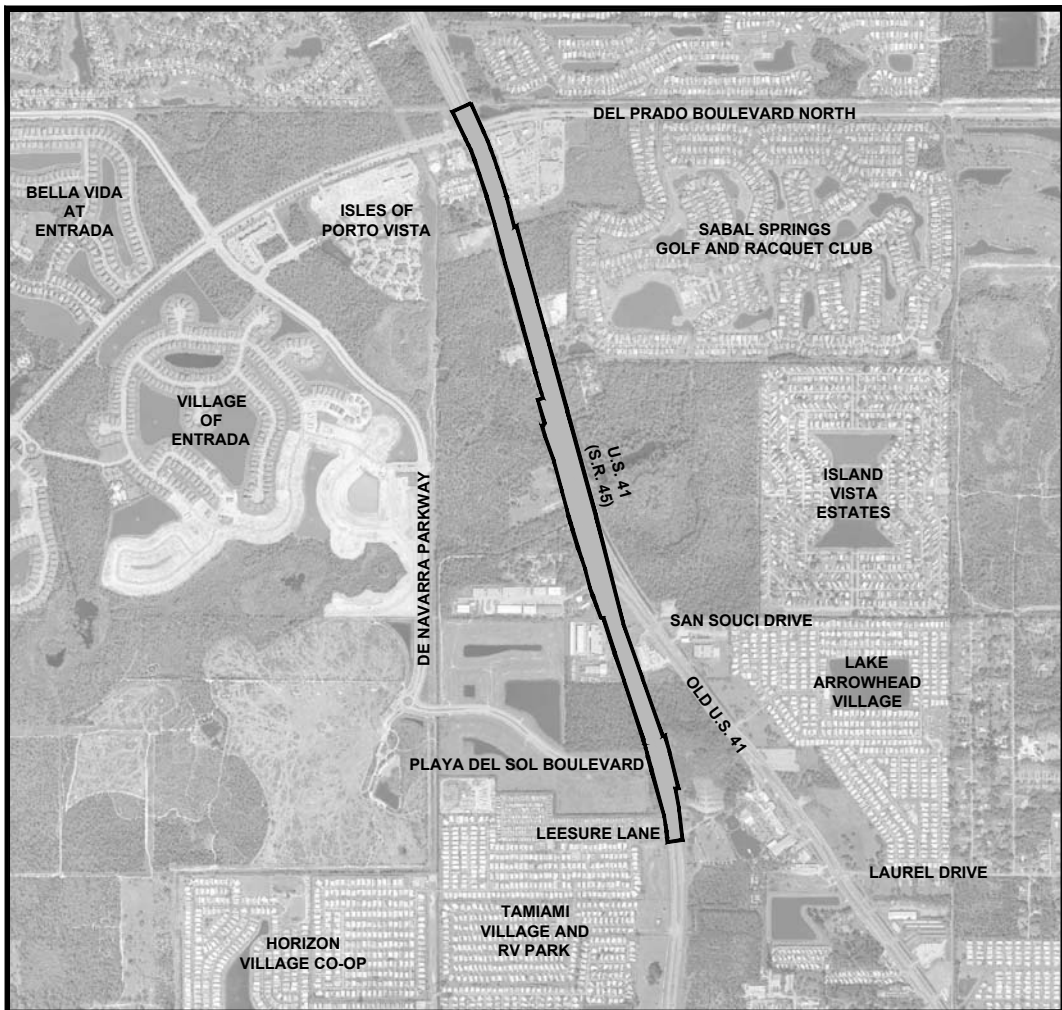 DEL PRADO BOULEVARD NORTH
BELLA VIDA
AT
ENTRADA
ISLES OF
PORTO VISTA
SABAL SPRINGS
GOLF AND RACQUET CLUB
VILLAGE
OF
ENTRADA
U.S. 41
(S.R. 45)
ISLAND
VISTA
ESTATES
DE NAVARRA PARKWAY
SAN SOUCI DRIVE
LAKE
ARROWHEAD
VILLAGE
OLD U.S. 41
PLAYA DEL SOL BOULEVARD
LEESURE LANE
LAUREL DRIVE
TAMIAMI
VILLAGE AND
RV PARK
HORIZON
VILLAGE CO-OP